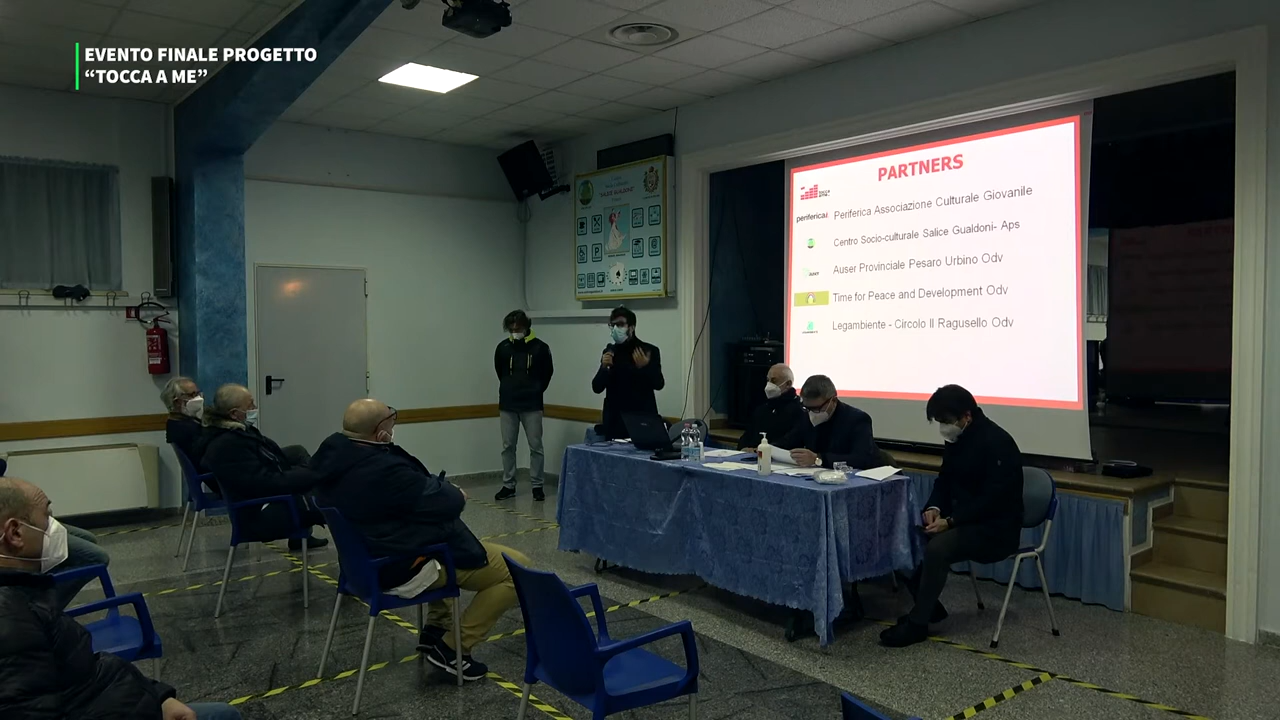 EVENTO FINALE PROGETTO
“TOCCA A ME”
PARTNERS
periferica
Periferica Associazione Culturale Giovanile
Centro Socio-culturale Salice Gualdoni- Aps
Auser Provinciale Pesaro Urbino Odv
Time for Peace and Development Odv
Legambiente - Circolo Il Ragusello Odv